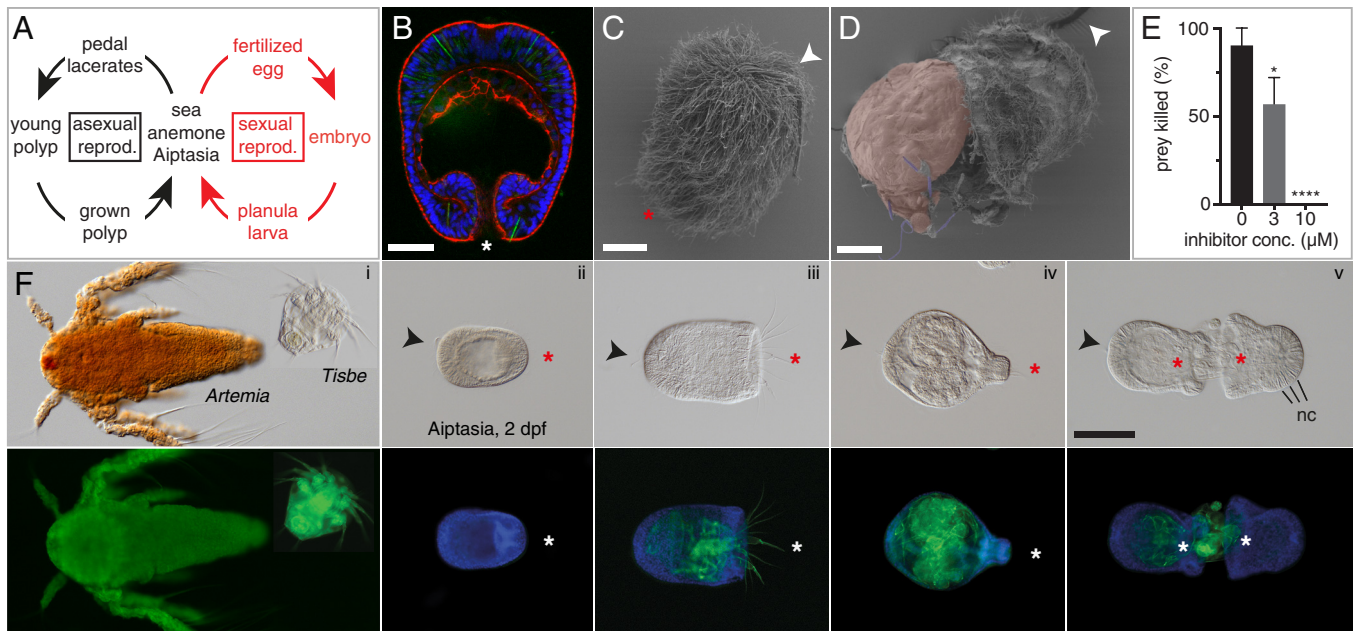 A
pedal
lacerates
fertilized
egg
young
polyp
asexual
reprod.
sea
anemone
Aiptasia
sexual
reprod.
embryo
grown
polyp
planula
larva
B
*
C
*
D
E
prey killed (%)
100
50
0
*
****
0 3 10
inhibitor conc. (µM)
F
i
Artemia
Tisbe
ii
*
Aiptasia, 2 dpf
iii
*
iv
*
v
* *
nc
*
*
*
* *